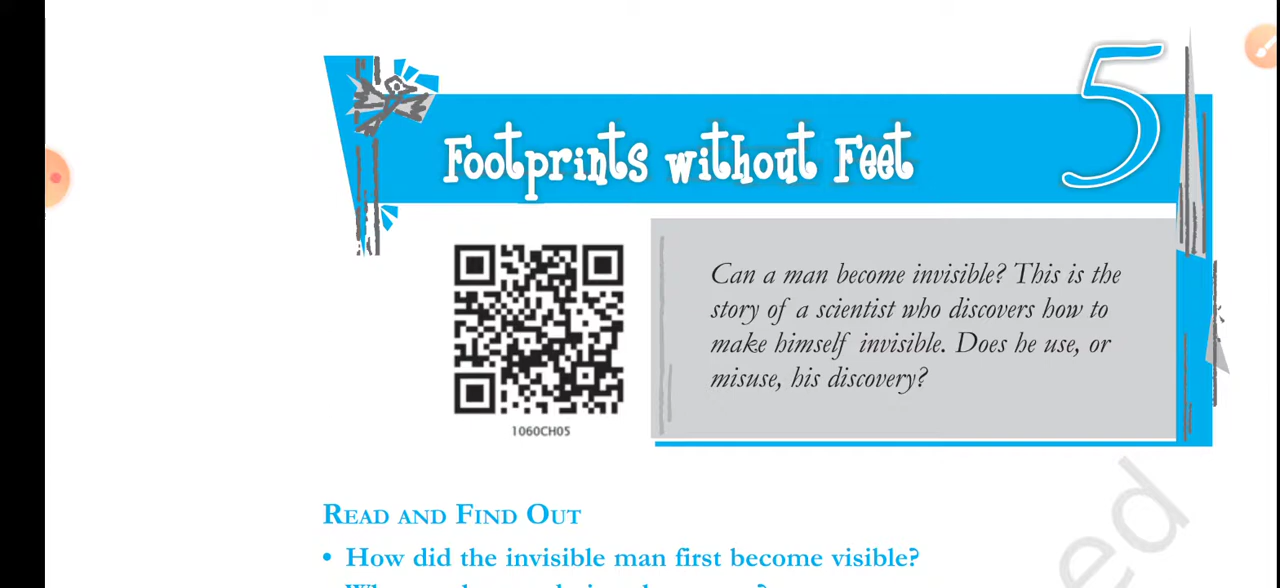 5
Footprints without Feet
Can a man become invisible? This is the
story of a scientist who discovers how to
make himself invisible. Does he use, or
misuse, his discovery?
1060CH05
READ AND FIND OUT
• How did the invisible man first become visible?